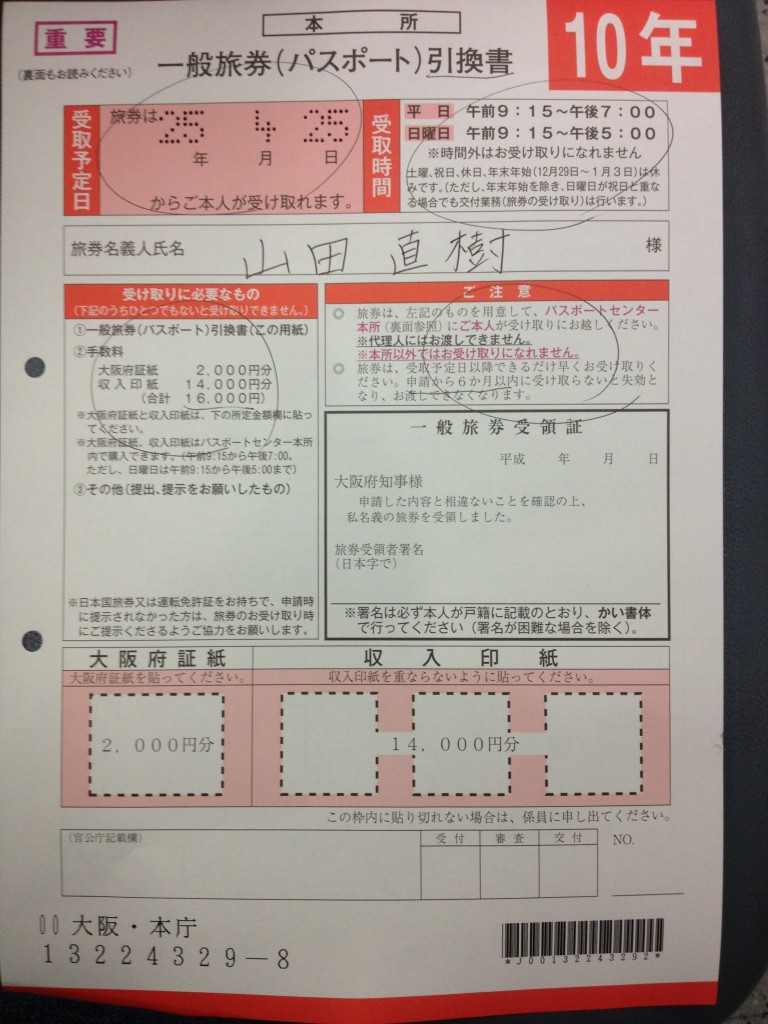 本所
重要
10年
(裏面もお読みください)
一般旅券(パスポート)引換書
受取予定日
旅券は 25 4 25
年 月 日
からご本人が受け取れます。
受取時間
平日 午前9:15〜午後7:00
日曜日 午前9:15〜午後5:00
※時間外はお受け取りになれません
土曜、祝日、休日、年末年始(12月29日〜1月3日)は休
みです。(ただし、年末年始を除き、日曜日が祝日と重な
る場合でも交付業務(旅券の受け取り)は行います。)
旅券名義人氏名 山田直樹 様
受け取りに必要なもの
(下記のうちひとつでもないと受け取りできません。)
①一般旅券(パスポート)引換書(この用紙)
②手数料
大阪府証紙 2,000円分
収入印紙 14,000円分
(合計 16,000円)
※大阪府証紙と収入印紙は、下の所定金額欄に貼っ
てください。
※大阪府証紙、収入印紙はパスポートセンター本所
内で購入できます。(午前9:15から午後7:00。
ただし、日曜日は午前9:15から午後5:00まで)
③その他(提出、提示をお願いしたもの)
※日本国旅券又は運転免許証をお持ちで、申請時
に提示されなかった方は、旅券のお受け取り時
にご提示くださるようご協力をお願いします。
ご注意
◎ 旅券は、左記のものを用意して、パスポートセンター
本所(裏面参照)にご本人が受け取りにお越しください。
※代理人にはお渡しできません。
※本所以外ではお受け取りになれません。
◎ 旅券は、受取予定日以降できるだけ早くお受け取りく
ださい。申請から6か月以内に受け取らないと失効と
なり、お渡しできなくなります。
一般旅券受領証
平成 年 月 日
大阪府知事様
申請した内容と相違ないことを確認の上、
私名義の旅券を受領しました。
旅券受領者署名
(日本字で)
※署名は必ず本人が戸籍に記載のとおり、かい書体
で行ってください(署名が困難な場合を除く)。
大阪府証紙
大阪府証紙を貼ってください。
2,000円分
収入印紙
収入印紙を重ならないように貼ってください。
14,000円分
この枠内に貼り切れない場合は、係員に申し出てください。
(官公庁記載欄)
受付 審査 交付 NO.
00 大阪・本庁
13224329-8
*J00132243292*